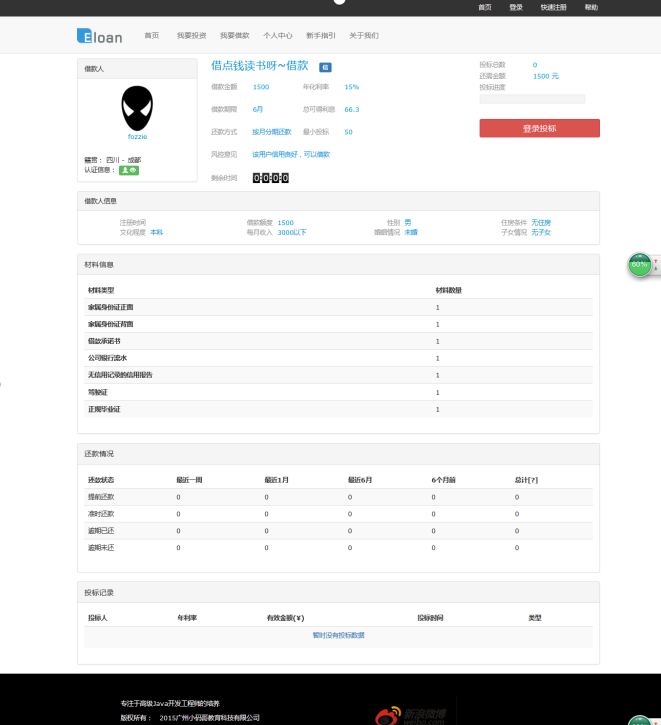 首页 登录 快速注册 帮助
Eloan 首页 我要投资 我要借款 个人中心 新手指引 关于我们
借款人
fozzie
籍贯： 四川 - 成都
认证信息：
借点钱读书呀~借款 信
借款金额 1500 年化利率 15%
借款期限 6月 总可得利息 66.3
还款方式 按月分期还款 最小投标 50
风控意见 该用户信用良好，可以借款
剩余时间 0:0:0:0
投标总数 0
还需金额 1500 元
投标进度
登录投标
借款人信息
注册时间 借款额度 1500 性别 男 住房条件 无住房
文化程度 本科 每月收入 3000以下 婚姻情况 未婚 子女情况 无子女
材料信息
材料类型 材料数量
家属身份证正面 1
家属身份证背面 1
借款承诺书 1
公司银行流水 1
无信用记录的信用报告 1
驾驶证 1
正规毕业证 1
还款情况
还款状态 最近一周 最近1月 最近6月 6个月前 总计[?]
提前还款 0 0 0 0 0
准时还款 0 0 0 0 0
逾期已还 0 0 0 0 0
逾期未还 0 0 0 0 0
投标记录
投标人 年利率 有效金额(¥) 投标时间 类型
暂时没有投标数据
60%
专注于高级Java开发工程师的培养
版权所有： 2015广州小码哥教育科技有限公司
新浪微博
weibo.com